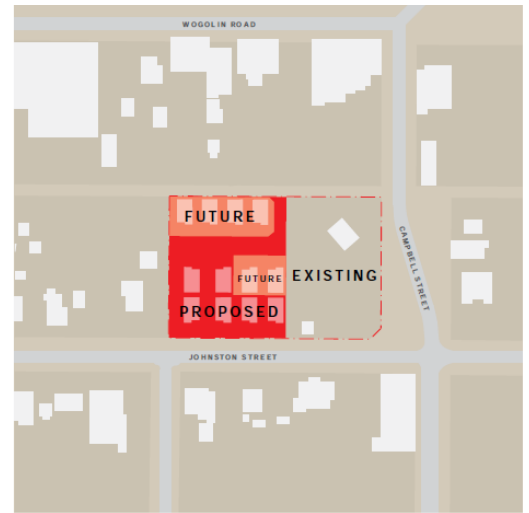 WOGOLIN ROAD
FUTURE
CAMPBELL STREET
EXISTING
FUTURE
PROPOSED
JOHNSTON STREET